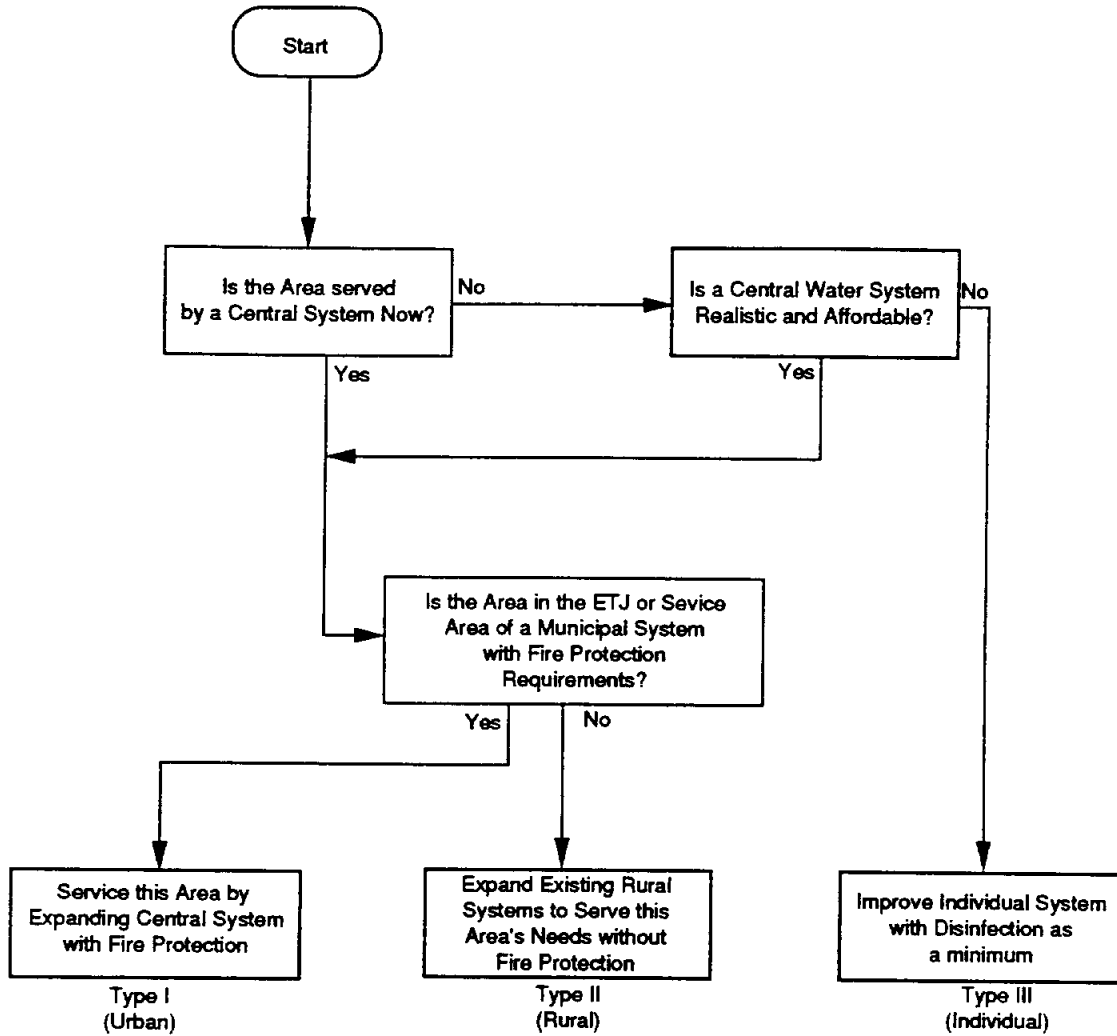 Start
Is the Area served
by a Central System Now?
No
Is a Central Water System
Realistic and Affordable?
No
Yes
Yes
Is the Area in the ETJ or Sevice
Area of a Municipal System
with Fire Protection
Requirements?
Yes
No
Service this Area by
Expanding Central System
with Fire Protection
Type I
(Urban)
Expand Existing Rural
Systems to Serve this
Area's Needs without
Fire Protection
Type II
(Rural)
Improve Individual System
with Disinfection as
a minimum
Type III
(Individual)